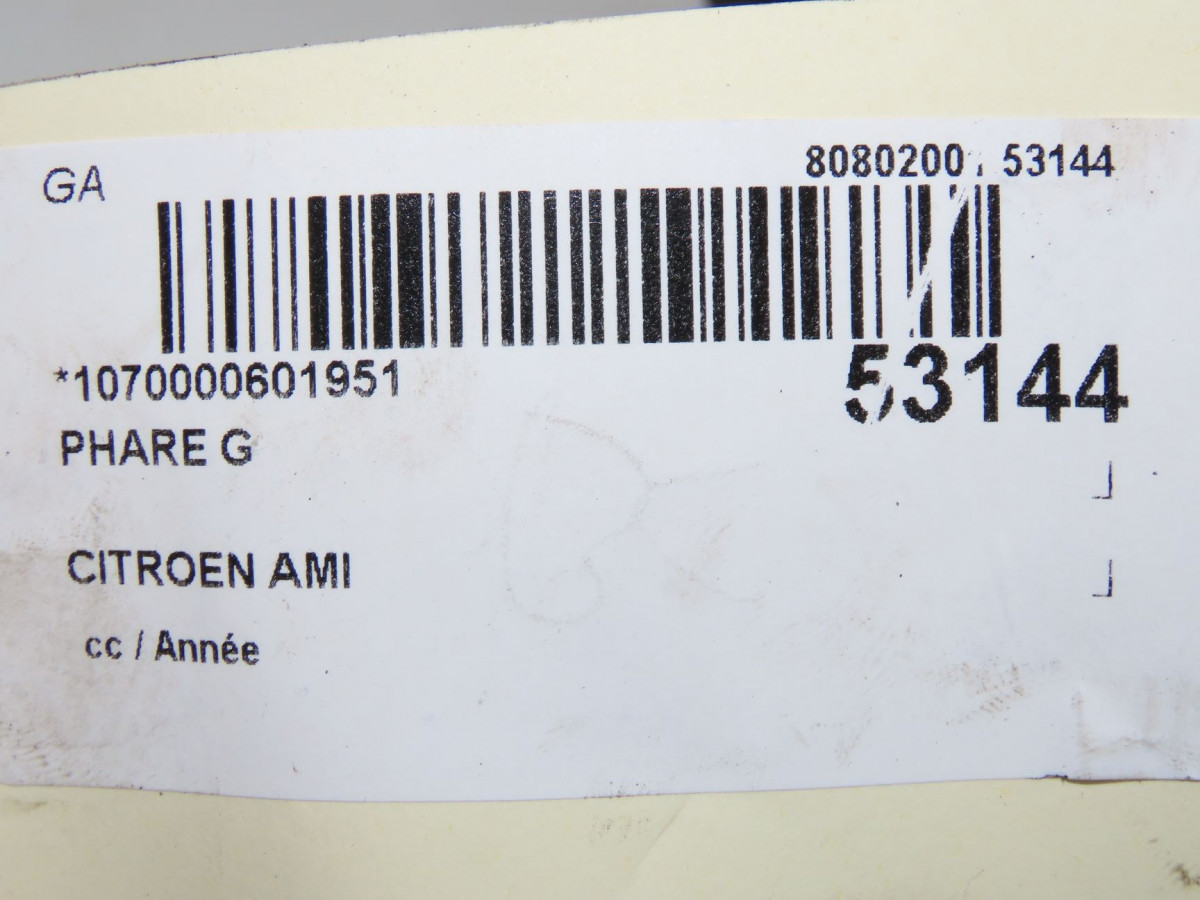 GA
8080200 53144
*1070000601951
53144
PHARE G
CITROEN AMI
cc / Année